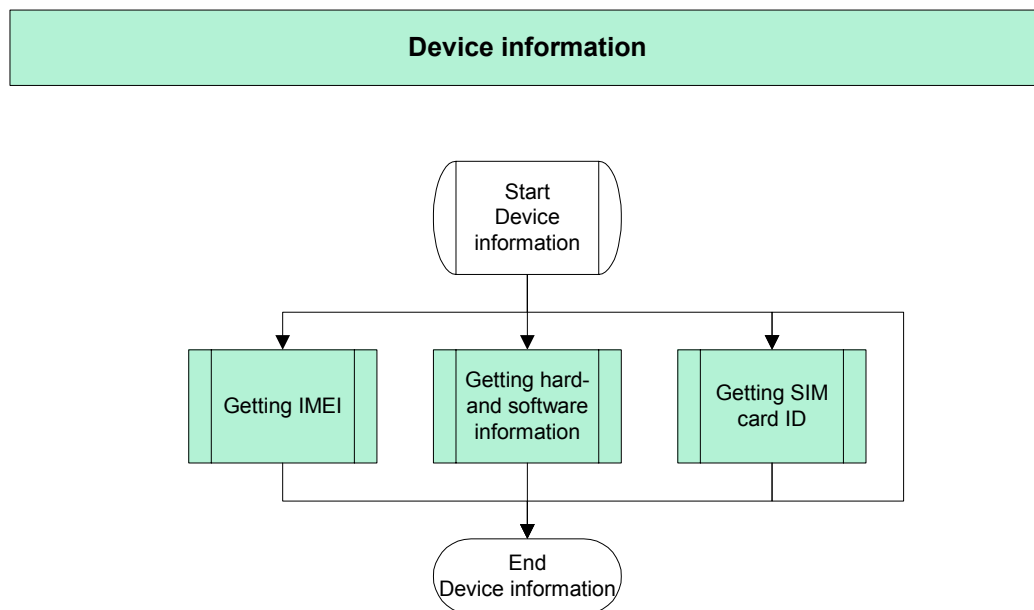 Device information
Start
Device
information
Getting IMEI
Getting hard-
and software
information
Getting SIM
card ID
End
Device information